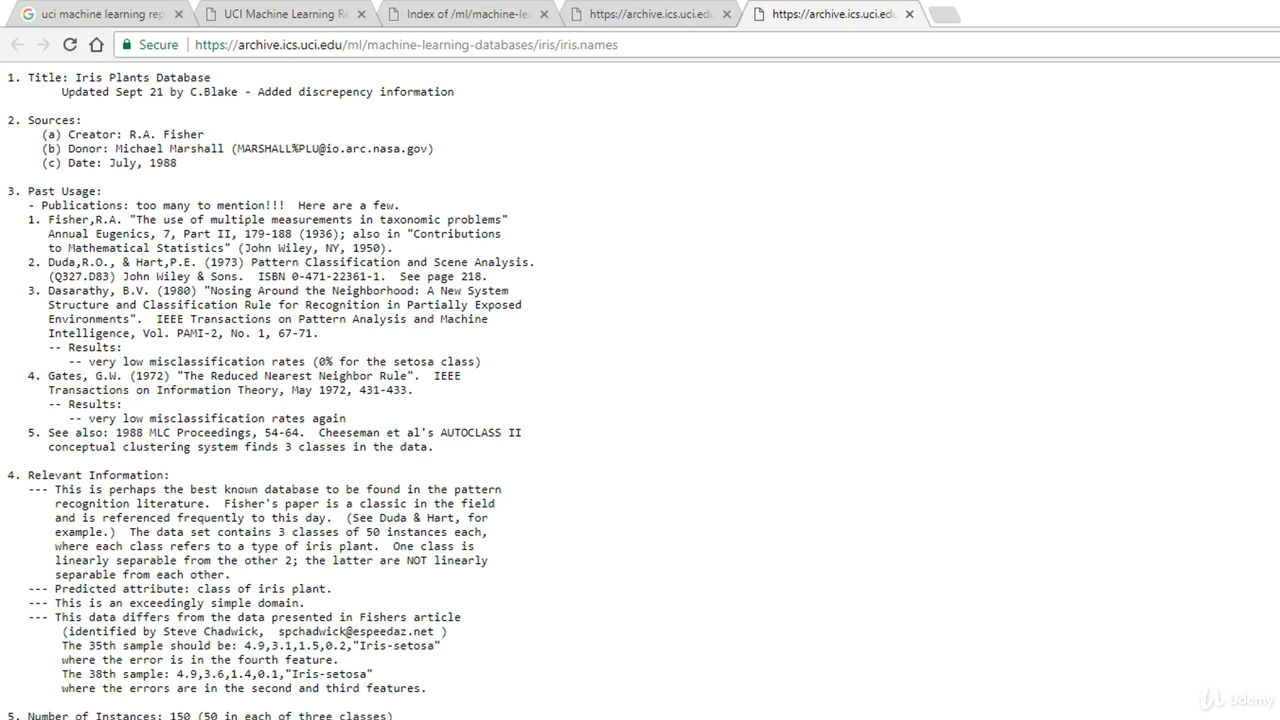 uci machine learning rep
UCI Machine Learning Re
Index of /ml/machine-le
https://archive.ics.uci.edu
https://archive.ics.uci.edu
Secure https://archive.ics.uci.edu/ml/machine-learning-databases/iris/iris.names
1. Title: Iris Plants Database
Updated Sept 21 by C.Blake - Added discrepency information
2. Sources:
(a) Creator: R.A. Fisher
(b) Donor: Michael Marshall (MARSHALL%PLU@io.arc.nasa.gov)
(c) Date: July, 1988
3. Past Usage:
- Publications: too many to mention!!! Here are a few.
1. Fisher,R.A. "The use of multiple measurements in taxonomic problems"
Annual Eugenics, 7, Part II, 179-188 (1936); also in "Contributions
to Mathematical Statistics" (John Wiley, NY, 1950).
2. Duda,R.O., & Hart,P.E. (1973) Pattern Classification and Scene Analysis.
(Q327.D83) John Wiley & Sons. ISBN 0-471-22361-1. See page 218.
3. Dasarathy, B.V. (1980) "Nosing Around the Neighborhood: A New System
Structure and Classification Rule for Recognition in Partially Exposed
Environments". IEEE Transactions on Pattern Analysis and Machine
Intelligence, Vol. PAMI-2, No. 1, 67-71.
-- Results:
-- very low misclassification rates (0% for the setosa class)
4. Gates, G.W. (1972) "The Reduced Nearest Neighbor Rule". IEEE
Transactions on Information Theory, May 1972, 431-433.
-- Results:
-- very low misclassification rates again
5. See also: 1988 MLC Proceedings, 54-64. Cheeseman et al's AUTOCLASS II
conceptual clustering system finds 3 classes in the data.
4. Relevant Information:
--- This is perhaps the best known database to be found in the pattern
recognition literature. Fisher's paper is a classic in the field
and is referenced frequently to this day. (See Duda & Hart, for
example.) The data set contains 3 classes of 50 instances each,
where each class refers to a type of iris plant. One class is
linearly separable from the other 2; the latter are NOT linearly
separable from each other.
--- Predicted attribute: class of iris plant.
--- This is an exceedingly simple domain.
--- This data differs from the data presented in Fishers article
(identified by Steve Chadwick, spchadwick@espeedaz.net )
The 35th sample should be: 4.9,3.1,1.5,0.2,"Iris-setosa"
where the error is in the fourth feature.
The 38th sample: 4.9,3.6,1.4,0.1,"Iris-setosa"
where the errors are in the second and third features.
5. Number of Instances: 150 (50 in each of three classes)
Udemy